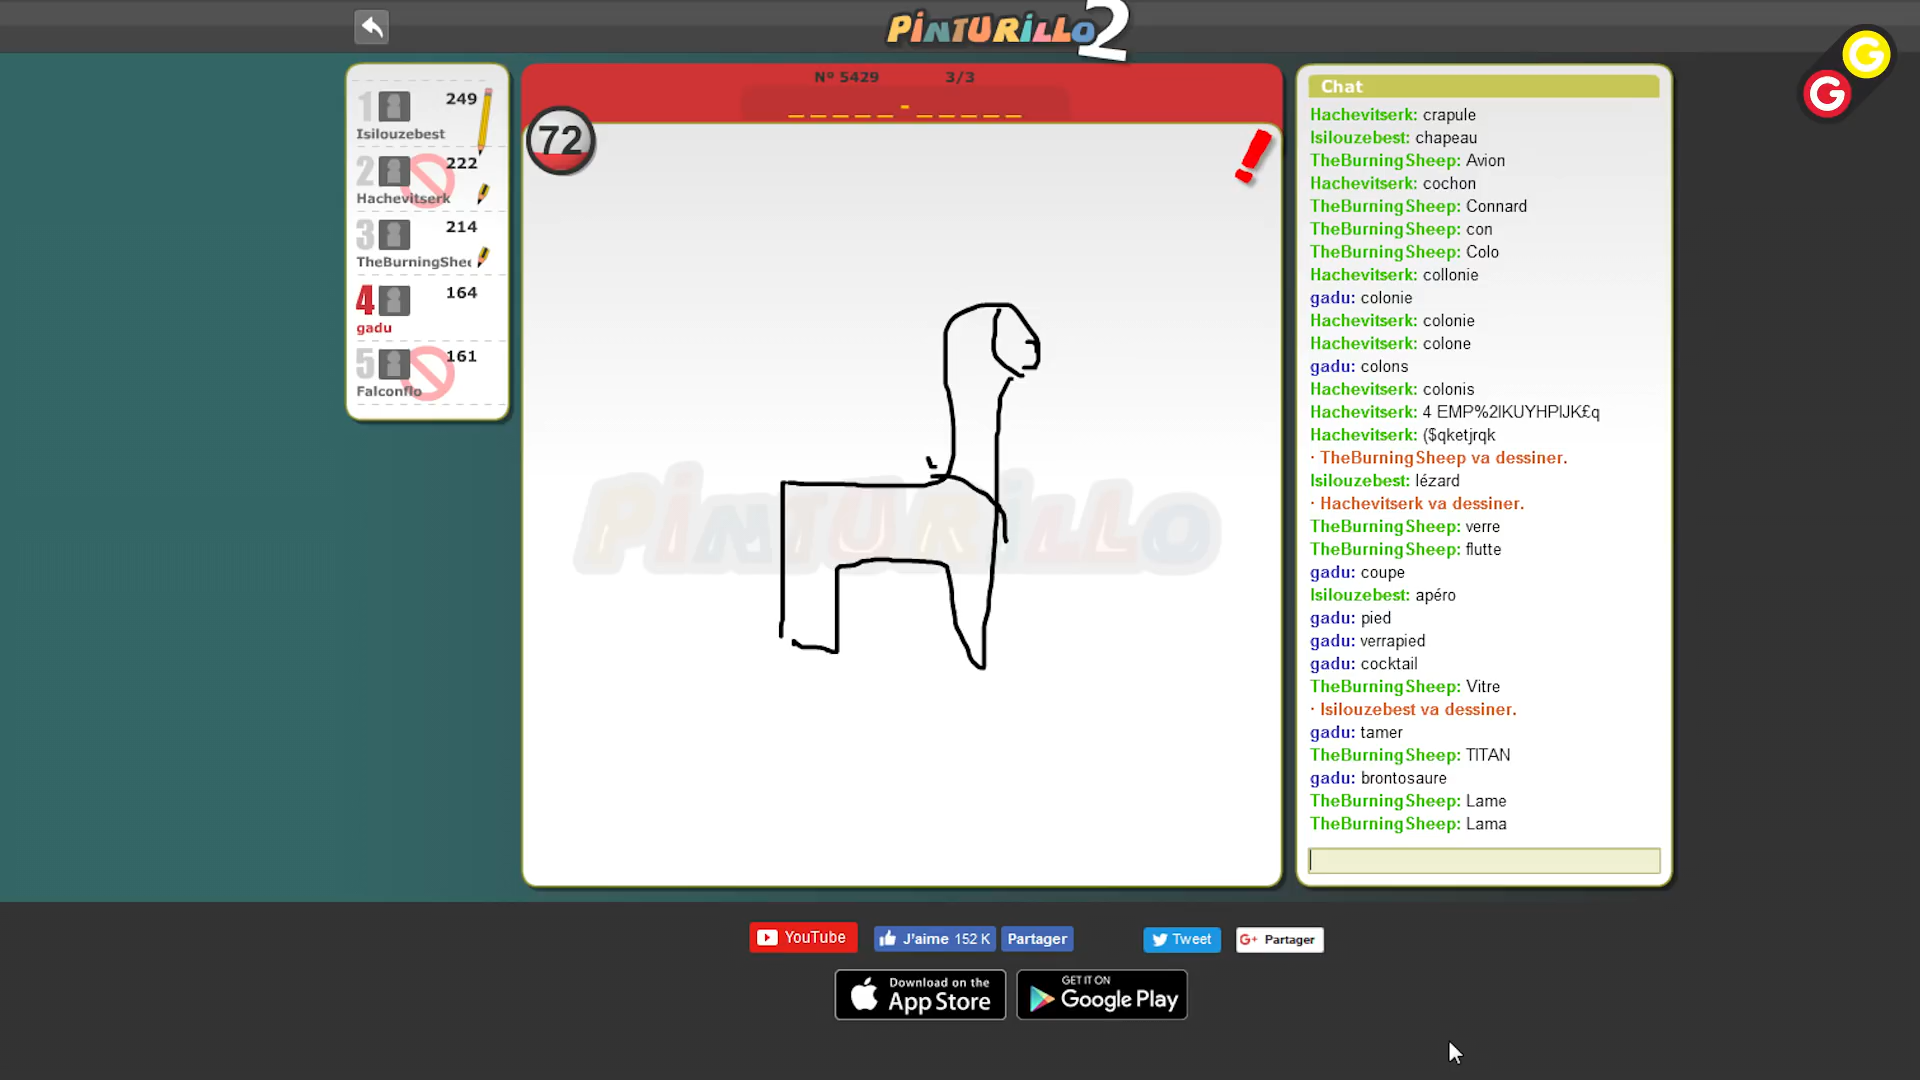 PINTURILLO 2
Nº 5429 3/3
_ _ _ _ _ - _ _ _ _ _
72
1 249
Isilouzebest
2 222
Hachevitserk
3 214
TheBurningShee
4 164
gadu
5 161
Falconflo
!
PINTURILLO
Chat
Hachevitserk: crapule
Isilouzebest: chapeau
TheBurningSheep: Avion
Hachevitserk: cochon
TheBurningSheep: Connard
TheBurningSheep: con
TheBurningSheep: Colo
Hachevitserk: collonie
gadu: colonie
Hachevitserk: colonie
Hachevitserk: colone
gadu: colons
Hachevitserk: colonis
Hachevitserk: 4 EMP%2IKUYHPIJK£q
Hachevitserk: ($qketjrqk
· TheBurningSheep va dessiner.
Isilouzebest: lézard
· Hachevitserk va dessiner.
TheBurningSheep: verre
TheBurningSheep: flutte
gadu: coupe
Isilouzebest: apéro
gadu: pied
gadu: verrapied
gadu: cocktail
TheBurningSheep: Vitre
· Isilouzebest va dessiner.
gadu: tamer
TheBurningSheep: TITAN
gadu: brontosaure
TheBurningSheep: Lame
TheBurningSheep: Lama
G
G
YouTube
J'aime 152 K
Partager
Tweet
G+ Partager
Download on the
App Store
GET IT ON
Google Play